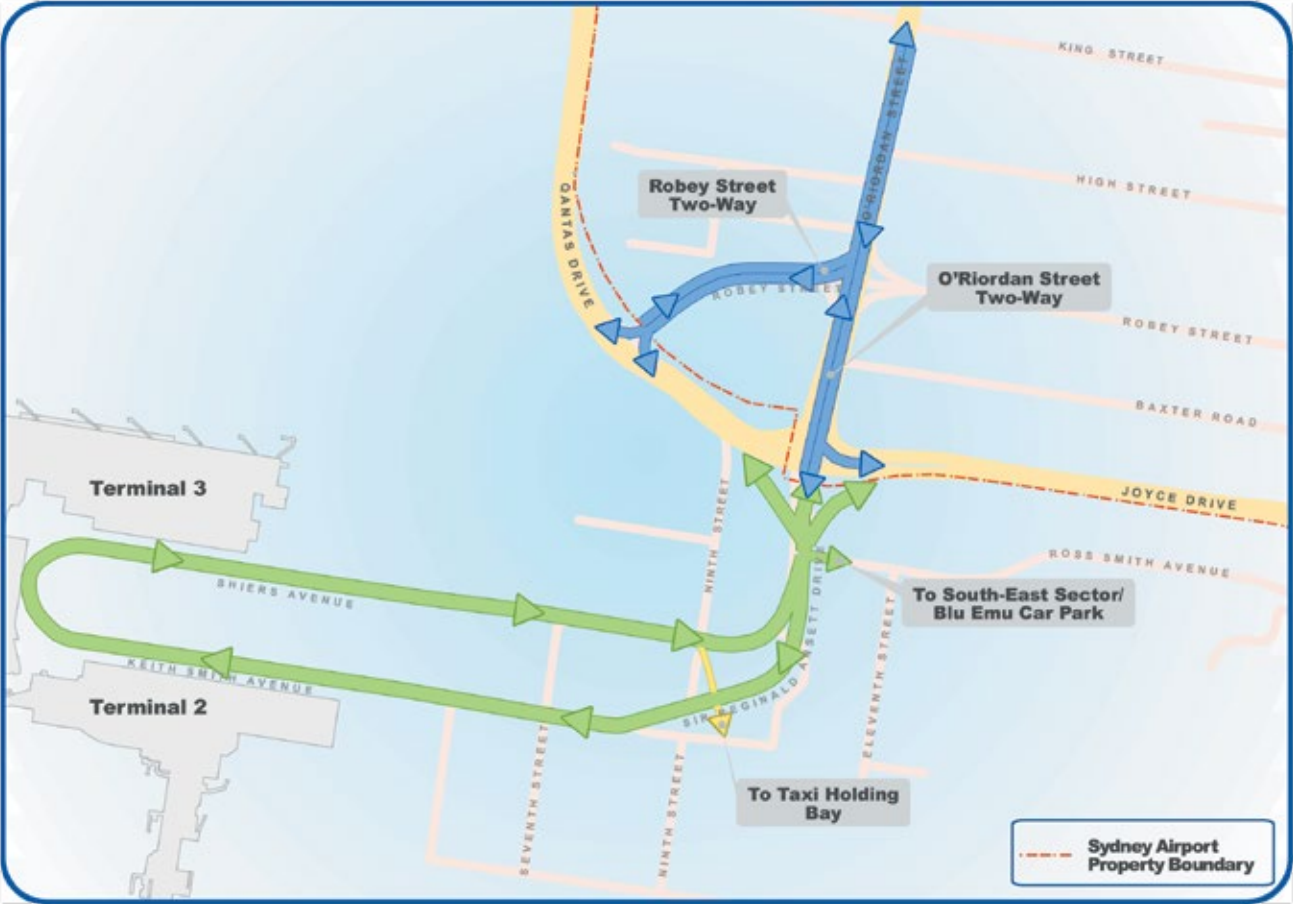 KING STREET
O'RIORDAN STREET
HIGH STREET
QANTAS DRIVE
Robey Street
Two-Way
O'Riordan Street
Two-Way
ROBEY STREET
ROBEY STREET
BAXTER ROAD
Terminal 3
JOYCE DRIVE
NINTH STREET
ROSS SMITH AVENUE
SHIERS AVENUE
To South-East Sector/
Blu Emu Car Park
KEITH SMITH AVENUE
Terminal 2
SIR REGINALD ANSETT DRIVE
ELEVENTH STREET
SEVENTH STREET
NINTH STREET
To Taxi Holding
Bay
Sydney Airport
Property Boundary